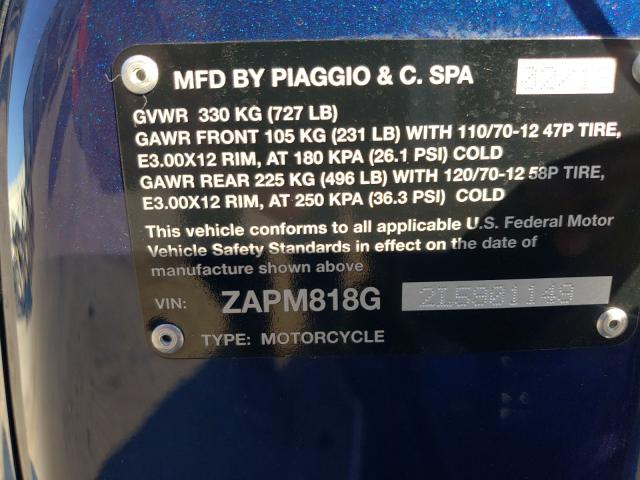 MFD BY PIAGGIO & C. SPA
GVWR 330 KG (727 LB)
GAWR FRONT 105 KG (231 LB) WITH 110/70-12 47P TIRE,
E3.00X12 RIM, AT 180 KPA (26.1 PSI) COLD
GAWR REAR 225 KG (496 LB) WITH 120/70-12 58P TIRE,
E3.00X12 RIM, AT 250 KPA (36.3 PSI) COLD
This vehicle conforms to all applicable U.S. Federal Motor
Vehicle Safety Standards in effect on the date of
manufacture shown above
VIN: ZAPM818G 2I5901149
TYPE: MOTORCYCLE